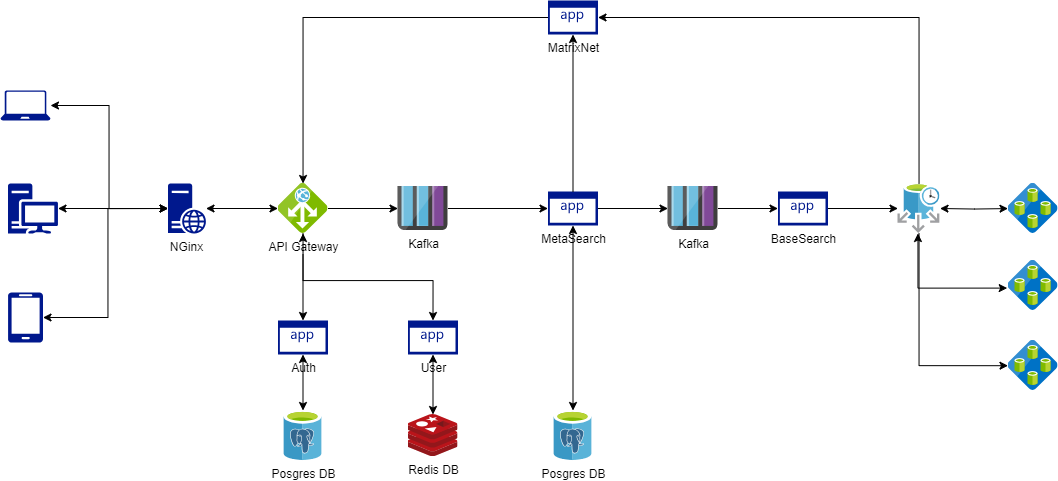 app
MatrixNet
NGinx
API Gateway
Kafka
app
MetaSearch
Kafka
app
BaseSearch
app
Auth
app
User
Posgres DB
Redis DB
Posgres DB